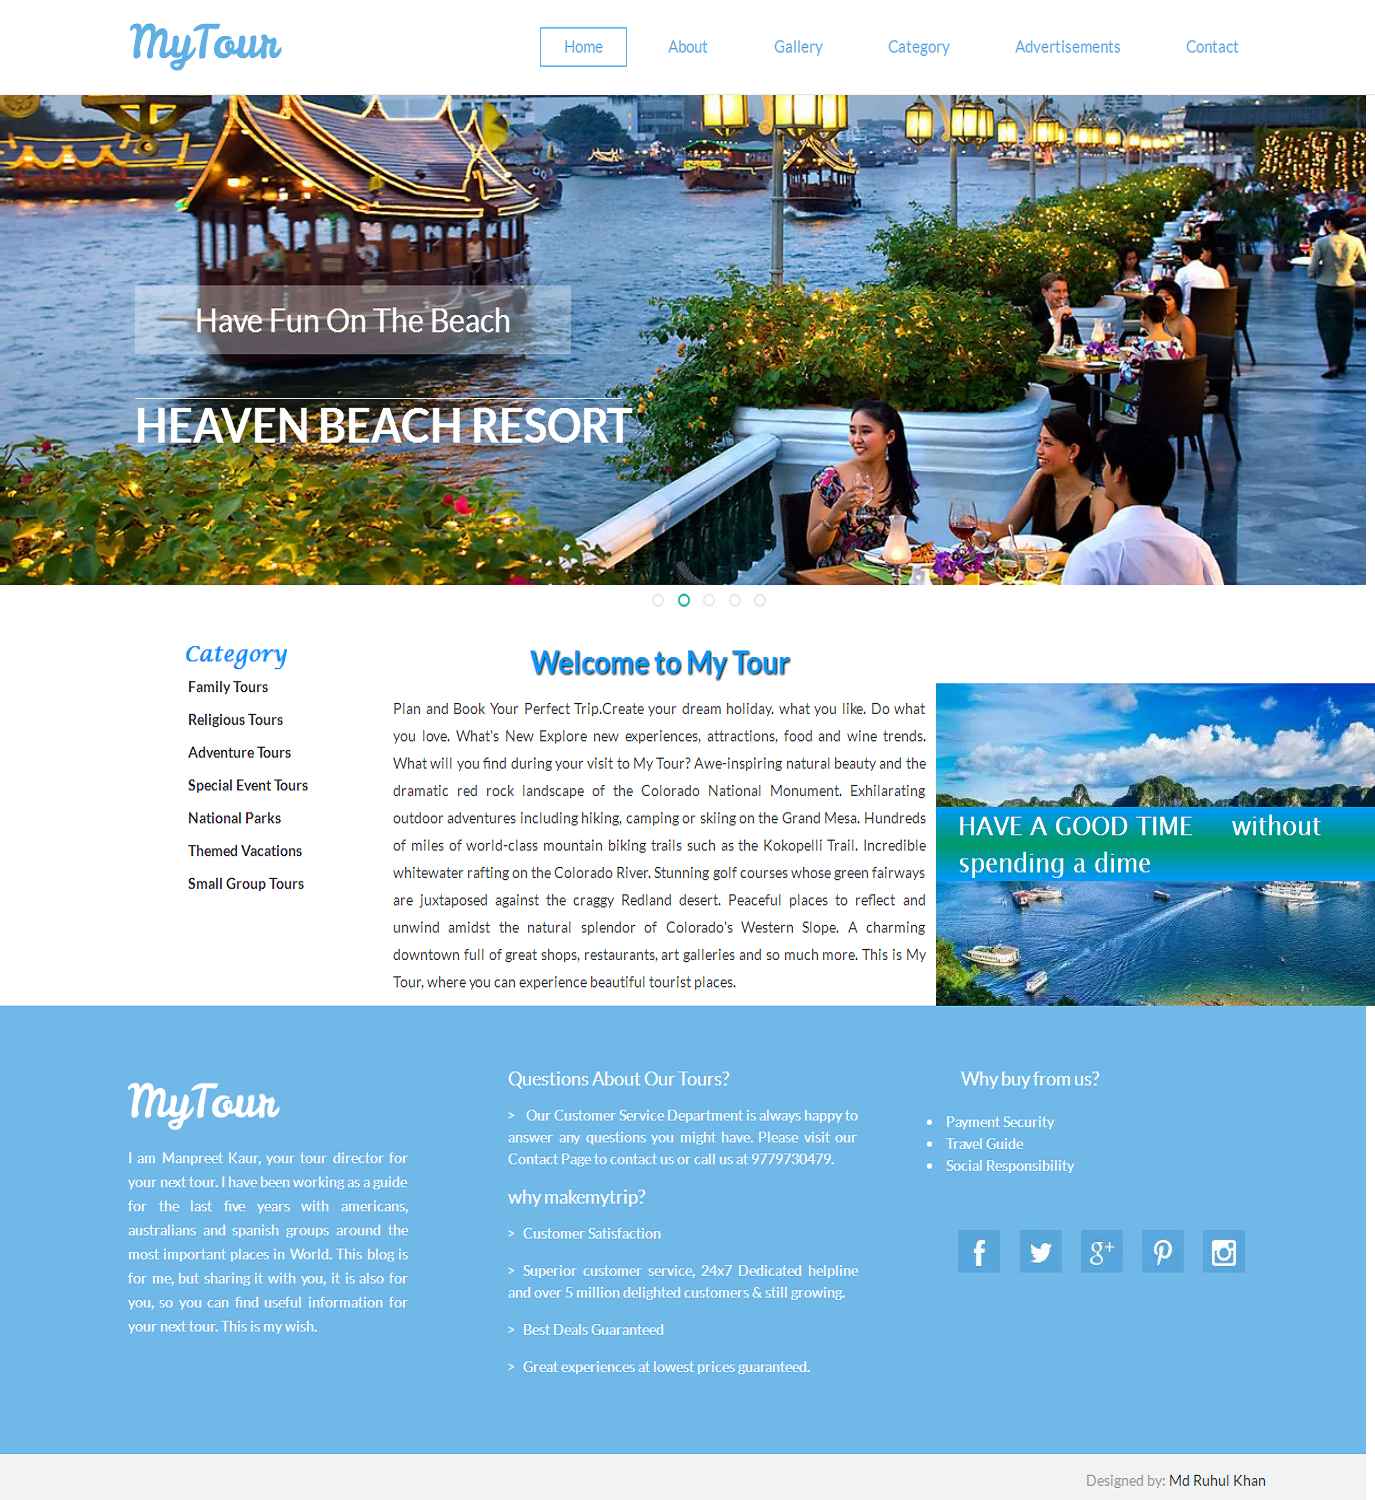 MyTour
Home
About
Gallery
Category
Advertisements
Contact
Have Fun On The Beach
HEAVEN BEACH RESORT
Category
Family Tours
Religious Tours
Adventure Tours
Special Event Tours
National Parks
Themed Vacations
Small Group Tours
Welcome to My Tour
Plan and Book Your Perfect Trip.Create your dream holiday. what you like. Do what
you love. What's New Explore new experiences, attractions, food and wine trends.
What will you find during your visit to My Tour? Awe-inspiring natural beauty and the
dramatic red rock landscape of the Colorado National Monument. Exhilarating
outdoor adventures including hiking, camping or skiing on the Grand Mesa. Hundreds
of miles of world-class mountain biking trails such as the Kokopelli Trail. Incredible
whitewater rafting on the Colorado River. Stunning golf courses whose green fairways
are juxtaposed against the craggy Redland desert. Peaceful places to reflect and
unwind amidst the natural splendor of Colorado's Western Slope. A charming
downtown full of great shops, restaurants, art galleries and so much more. This is My
Tour, where you can experience beautiful tourist places.
HAVE A GOOD TIME without
spending a dime
MyTour
I am Manpreet Kaur, your tour director for
your next tour. I have been working as a guide
for the last five years with americans,
australians and spanish groups around the
most important places in World. This blog is
for me, but sharing it with you, it is also for
you, so you can find useful information for
your next tour. This is my wish.
Questions About Our Tours?
> Our Customer Service Department is always happy to
answer any questions you might have. Please visit our
Contact Page to contact us or call us at 9779730479.
why makemytrip?
> Customer Satisfaction
> Superior customer service, 24x7 Dedicated helpline
and over 5 million delighted customers & still growing.
> Best Deals Guaranteed
> Great experiences at lowest prices guaranteed.
Why buy from us?
• Payment Security
• Travel Guide
• Social Responsibility
Designed by: Md Ruhul Khan